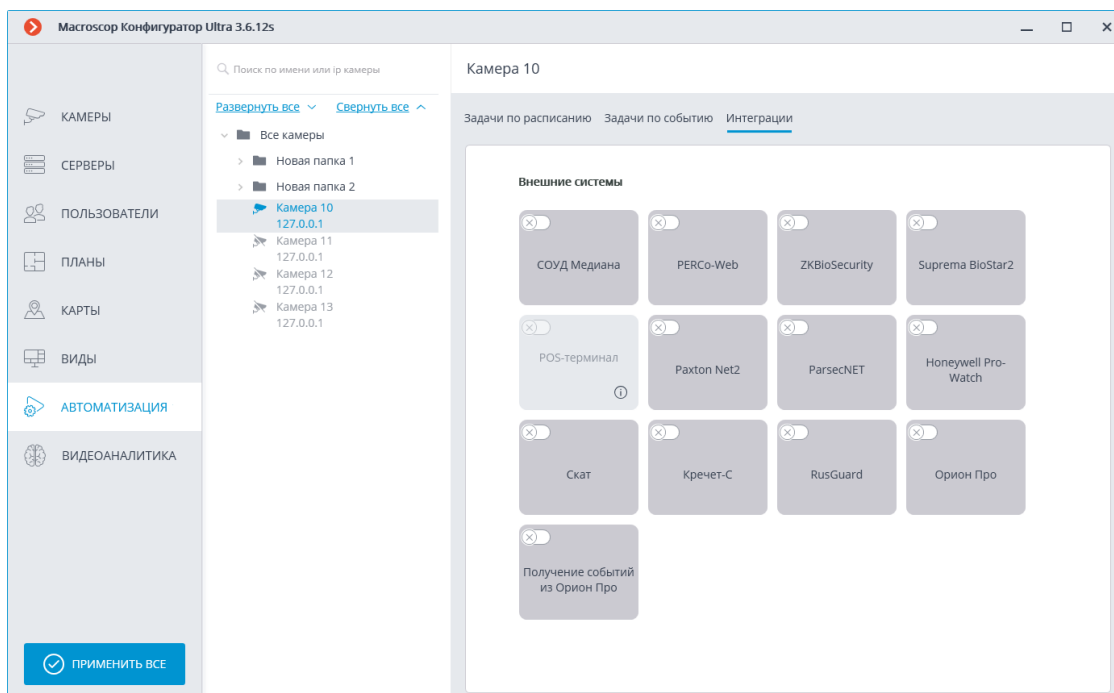 Macroscop Конфигуратор Ultra 3.6.12s
КАМЕРЫ
СЕРВЕРЫ
ПОЛЬЗОВАТЕЛИ
ПЛАНЫ
КАРТЫ
ВИДЫ
АВТОМАТИЗАЦИЯ
ВИДЕОАНАЛИТИКА
ПРИМЕНИТЬ ВСЕ
Поиск по имени или ip камеры
Развернуть все Свернуть все
Все камеры
Новая папка 1
Новая папка 2
Камера 10
127.0.0.1
Камера 11
127.0.0.1
Камера 12
127.0.0.1
Камера 13
127.0.0.1
Камера 10
Задачи по расписанию Задачи по событию Интеграции
Внешние системы
СОУД Медиана
PERCo-Web
ZKBioSecurity
Suprema BioStar2
POS-терминал
Paxton Net2
ParsecNET
Honeywell Pro-
Watch
Скат
Кречет-С
RusGuard
Орион Про
Получение событий
из Орион Про